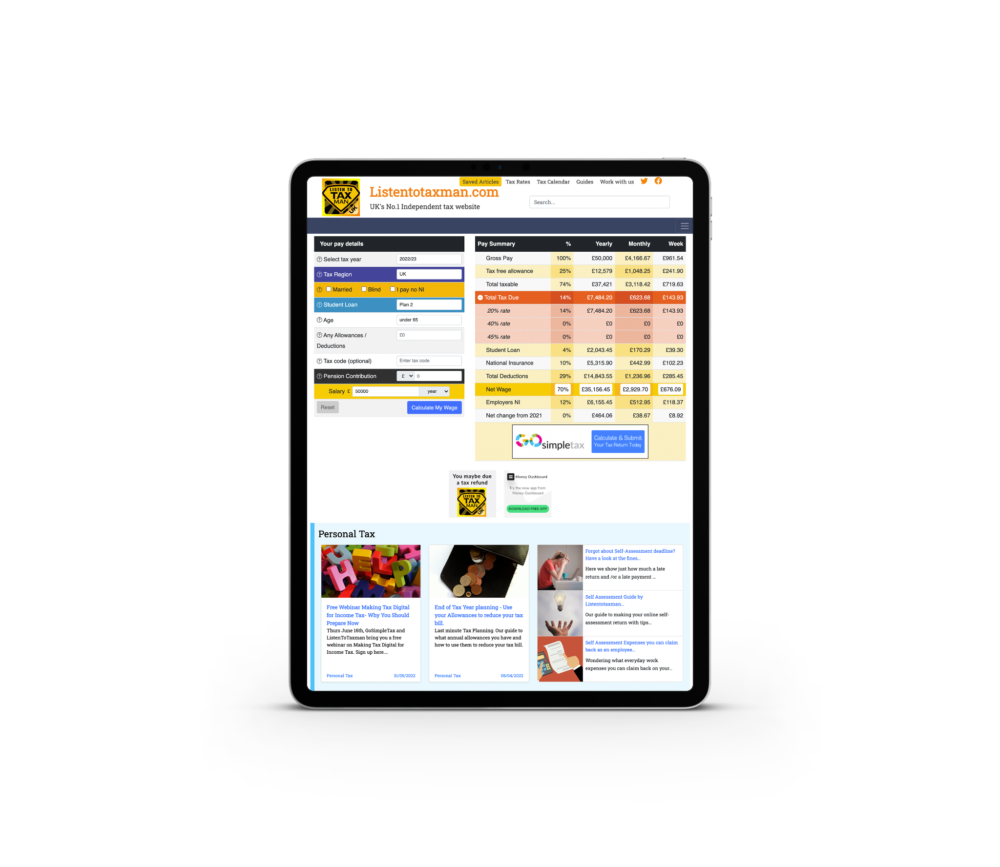 Saved Articles Tax Rates Tax Calendar Guides Work with us
LISTEN TO
TAX
MAN
UK
Listentotaxman.com
UK's No.1 Independent tax website
Search...
Your pay details
Select tax year 2022/23
Tax Region UK
Married Blind I pay no NI
Student Loan Plan 2
Age under 65
Any Allowances / £0
Deductions
Tax code (optional) Enter tax code
Pension Contribution £ 0
Salary £ 50000 year
Reset Calculate My Wage
Pay Summary % Yearly Monthly Week
Gross Pay 100% £50,000 £4,166.67 £961.54
Tax free allowance 25% £12,579 £1,048.25 £241.90
Total taxable 74% £37,421 £3,118.42 £719.63
Total Tax Due 14% £7,484.20 £623.68 £143.93
20% rate 14% £7,484.20 £623.68 £143.93
40% rate 0% £0 £0 £0
45% rate 0% £0 £0 £0
Student Loan 4% £2,043.45 £170.29 £39.30
National Insurance 10% £5,315.90 £442.99 £102.23
Total Deductions 29% £14,843.55 £1,236.96 £285.45
Net Wage 70% £35,156.45 £2,929.70 £676.09
Employers NI 12% £6,155.45 £512.95 £118.37
Net change from 2021 0% £464.06 £38.67 £8.92
GO simpletax
Calculate & Submit
Your Tax Return Today
You maybe due
a tax refund
LISTEN TO
TAX
MAN
UK
Money Dashboard
Try the new app from
Money Dashboard
DOWNLOAD FREE APP
Personal Tax
HELP
Free Webinar Making Tax Digital
for Income Tax- Why You Should
Prepare Now
Thurs June 16th, GoSimpleTax and
ListenToTaxman bring you a free
webinar on Making Tax Digital for
Income Tax. Sign up here....
Personal Tax 31/05/2022
End of Tax Year planning - Use
your Allowances to reduce your tax
bill.
Last minute Tax Planning. Our guide to
what annual allowances you have and
how to use them to reduce your tax bill.
Personal Tax 05/04/2022
Forgot about Self-Assessment deadline?
Have a look at the fines...
Here we show just how much a late
return and /or a late payment ...
Self Assessment Guide by
Listentotaxman...
Our guide to making your online self-
assessment return with tips...
Self Assessment Expenses you can claim
back as an employee...
Wondering what everyday work
expenses you can claim back on your...